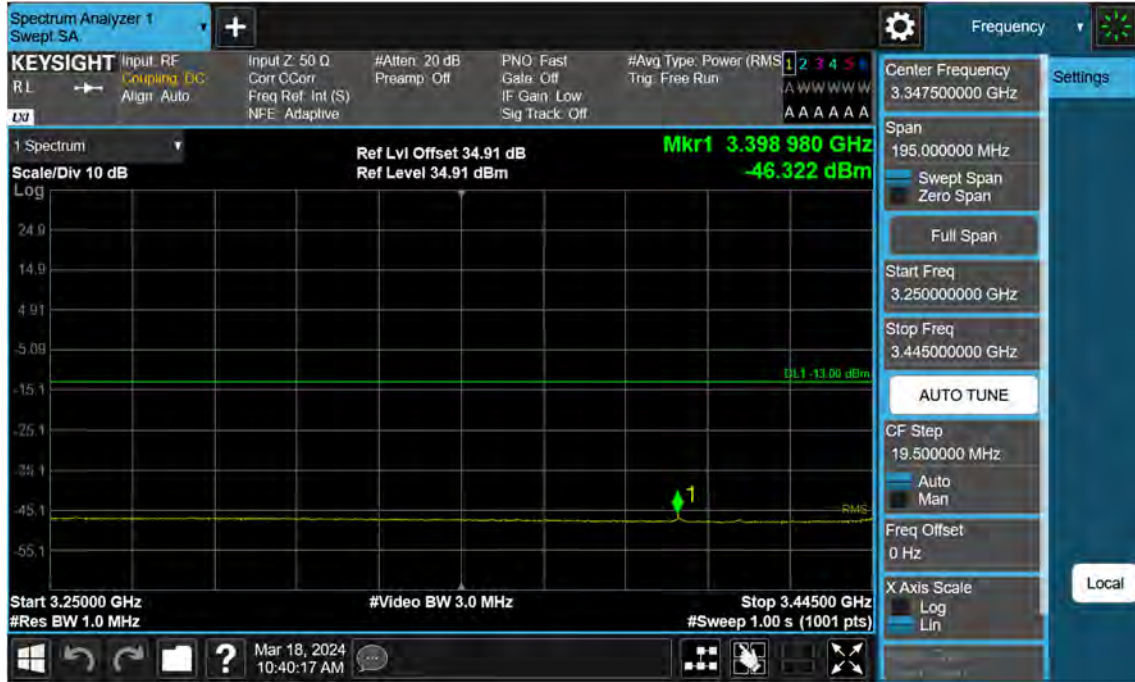 Spectrum Analyzer 1
Swept SA
Frequency
KEYSIGHT
RL
LXI
Input: RF
Coupling: DC
Align: Auto
Input Z: 50 Ω
Corr CCorr
Freq Ref: Int (S)
NFE: Adaptive
#Atten: 20 dB
Preamp: Off
PNO: Fast
Gate: Off
IF Gain: Low
Sig Track: Off
#Avg Type: Power (RMS
Trig: Free Run
1 2 3 4 5 6
A W W W W W
A A A A A A
1 Spectrum
Scale/Div 10 dB
Log
Ref Lvl Offset 34.91 dB
Ref Level 34.91 dBm
Mkr1 3.398 980 GHz
-46.322 dBm
24.9
14.9
4.91
-5.09
DL1 -13.00 dBm
-15.1
-25.1
-35.1
1
-45.1
RMS
-55.1
Start 3.25000 GHz
#Res BW 1.0 MHz
#Video BW 3.0 MHz
Stop 3.44500 GHz
#Sweep 1.00 s (1001 pts)
Mar 18, 2024
10:40:17 AM
?
Center Frequency
3.347500000 GHz
Span
195.000000 MHz
Swept Span
Zero Span
Full Span
Start Freq
3.250000000 GHz
Stop Freq
3.445000000 GHz
AUTO TUNE
CF Step
19.500000 MHz
Auto
Man
Freq Offset
0 Hz
X Axis Scale
Log
Lin
Settings
Local